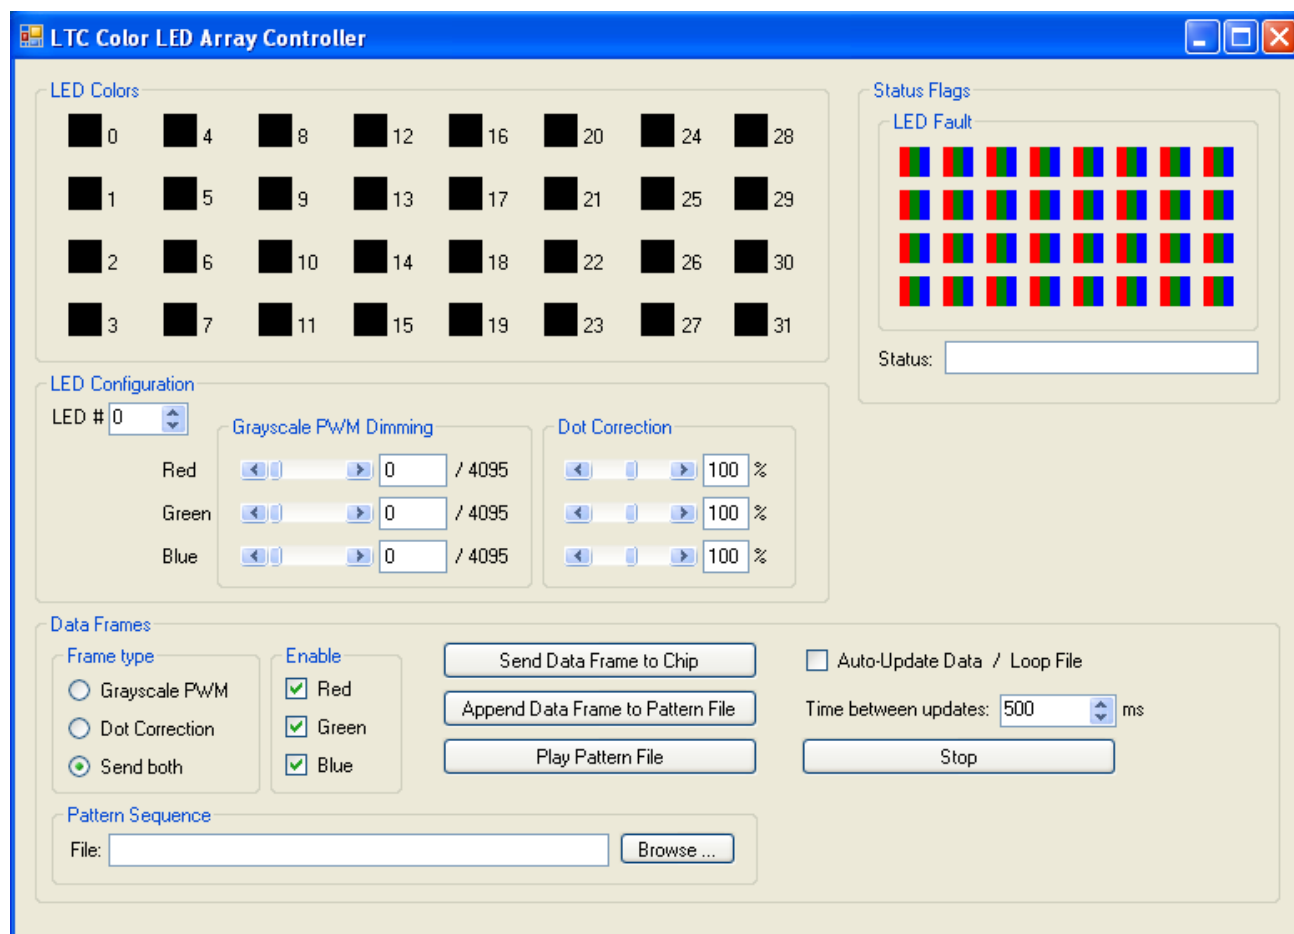 LTC Color LED Array Controller
LED Colors
0 4 8 12 16 20 24 28
1 5 9 13 17 21 25 29
2 6 10 14 18 22 26 30
3 7 11 15 19 23 27 31
Status Flags
LED Fault
Status:
LED Configuration
LED # 0
Grayscale PWM Dimming Dot Correction
Red 0 / 4095 100 %
Green 0 / 4095 100 %
Blue 0 / 4095 100 %
Data Frames
Frame type
Grayscale PWM
Dot Correction
Send both
Enable
Red
Green
Blue
Send Data Frame to Chip
Append Data Frame to Pattern File
Play Pattern File
Auto-Update Data / Loop File
Time between updates: 500 ms
Stop
Pattern Sequence
File: Browse ...